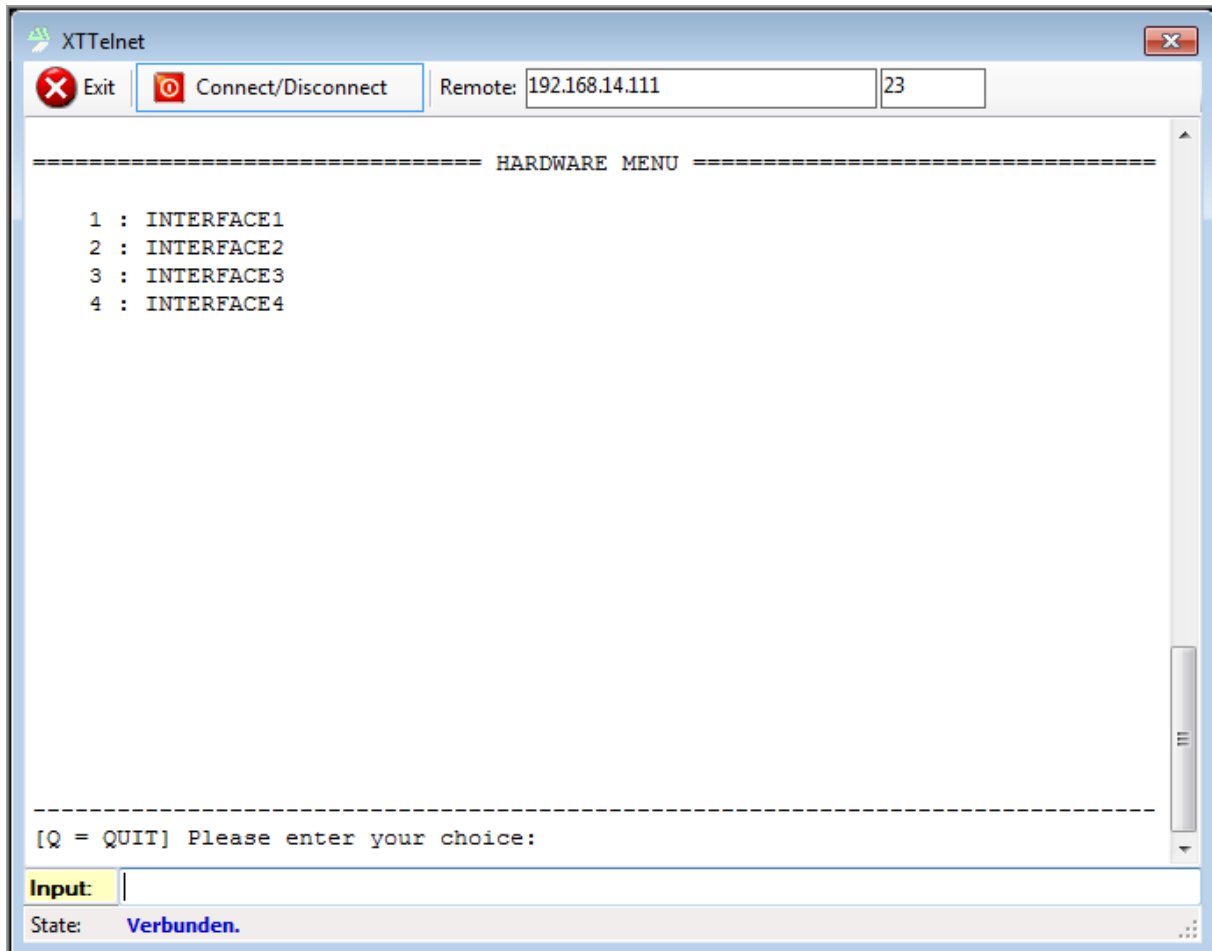 XTTelnet
Exit Connect/Disconnect Remote: 192.168.14.111 23
================================ HARDWARE MENU =================================
1 : INTERFACE1
2 : INTERFACE2
3 : INTERFACE3
4 : INTERFACE4
--------------------------------------------------------------------------------
[Q = QUIT] Please enter your choice:
Input:
State: Verbunden.